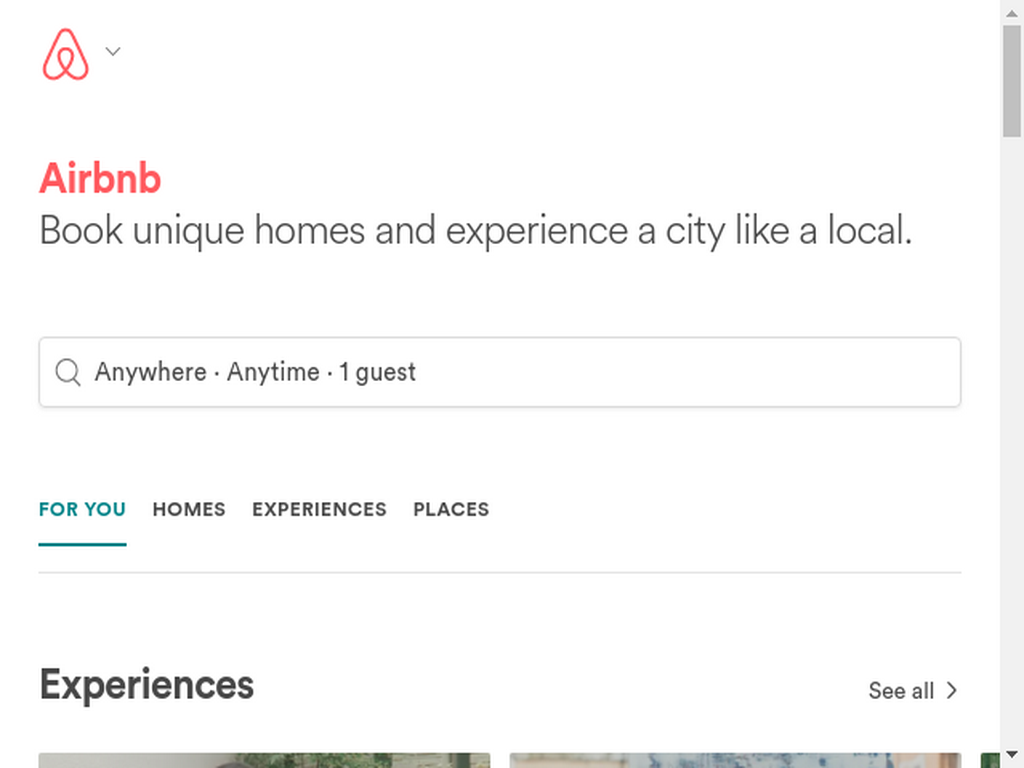 Airbnb
Book unique homes and experience a city like a local.
Anywhere · Anytime · 1 guest
FOR YOU HOMES EXPERIENCES PLACES
Experiences See all